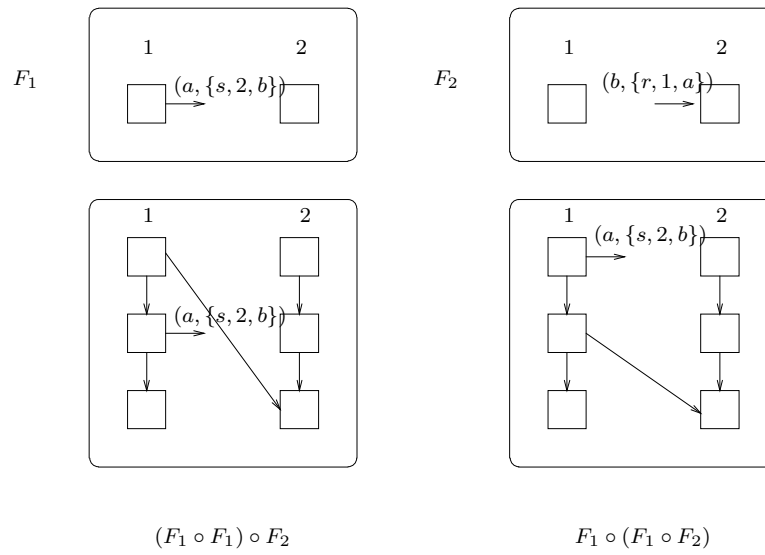 1 2 1 2
F₁ (a, {s, 2, b}) F₂ (b, {r, 1, a})
1 2 1 2
(a, {s, 2, b})
(a, {s, 2, b})
(F₁ ∘ F₁) ∘ F₂ F₁ ∘ (F₁ ∘ F₂)